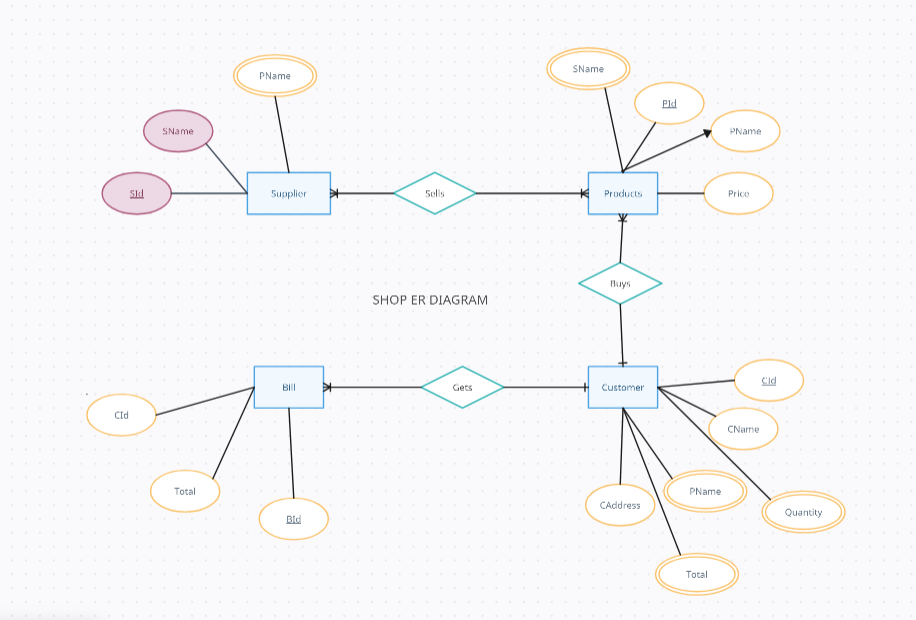 SName
PName
PId
SName
PName
SId
Supplier
Sells
Products
Price
Buys
SHOP ER DIAGRAM
Bill
Gets
Customer
CId
CId
CName
Total
PName
CAddress
Quantity
BId
Total